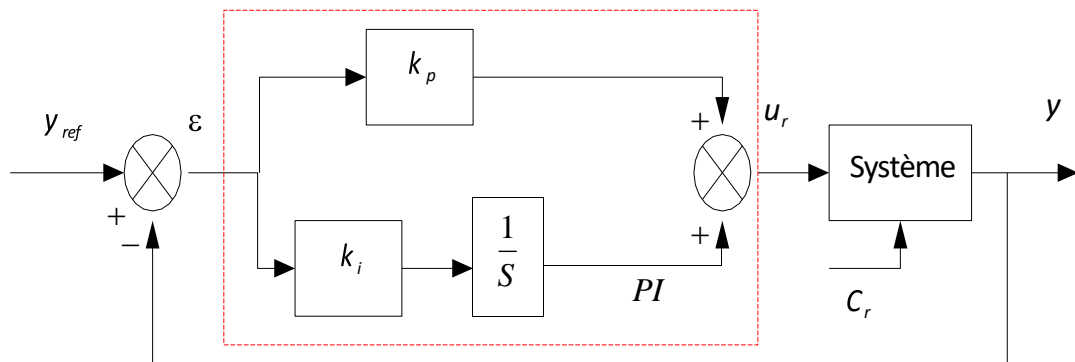 k_p
y_ref
ε
+
−
+
+
u_r
Système
y
k_i
1
S
PI
C_r